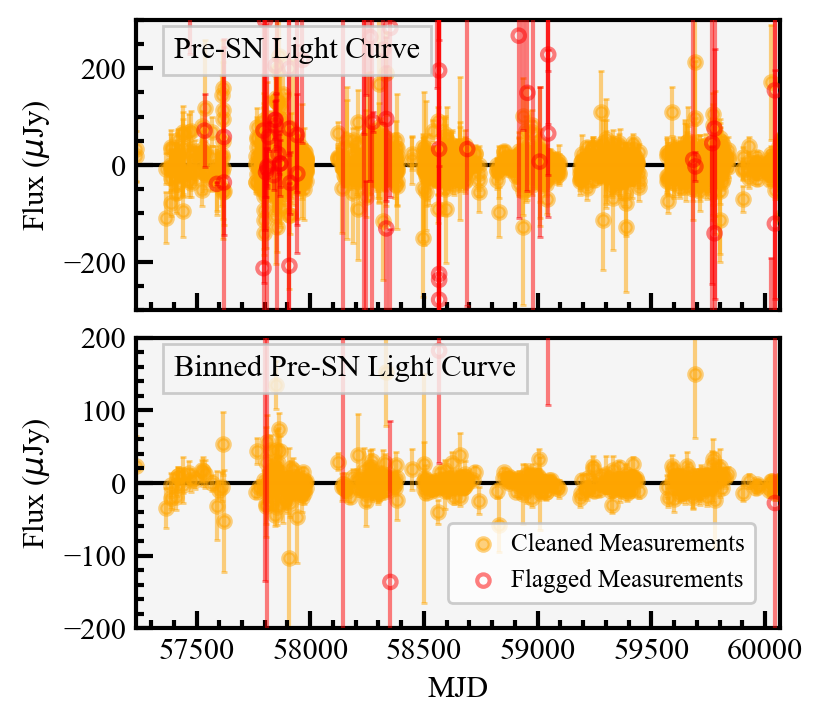 Pre-SN Light Curve
Flux (μJy)
200
0
−200
Binned Pre-SN Light Curve
Flux (μJy)
200
100
0
−100
−200
Cleaned Measurements
Flagged Measurements
57500 58000 58500 59000 59500 60000
MJD